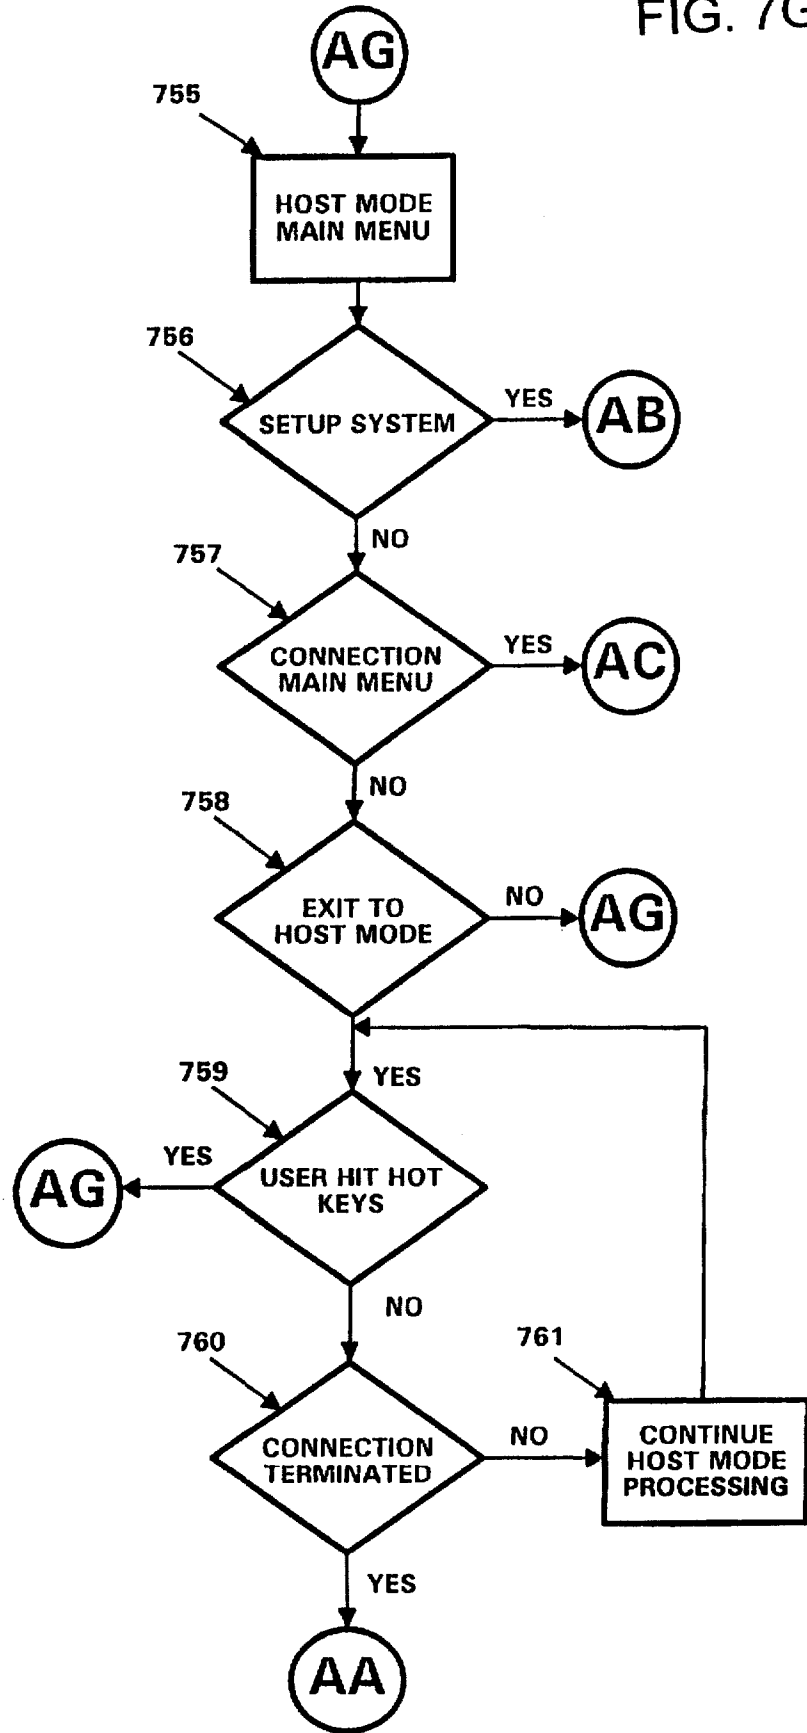 FIG. 7G
AG
755
HOST MODE
MAIN MENU
756
SETUP SYSTEM
YES
AB
NO
757
CONNECTION
MAIN MENU
YES
AC
NO
758
EXIT TO
HOST MODE
NO
AG
YES
759
USER HIT HOT
KEYS
YES
AG
NO
760
CONNECTION
TERMINATED
NO
761
CONTINUE
HOST MODE
PROCESSING
YES
AA